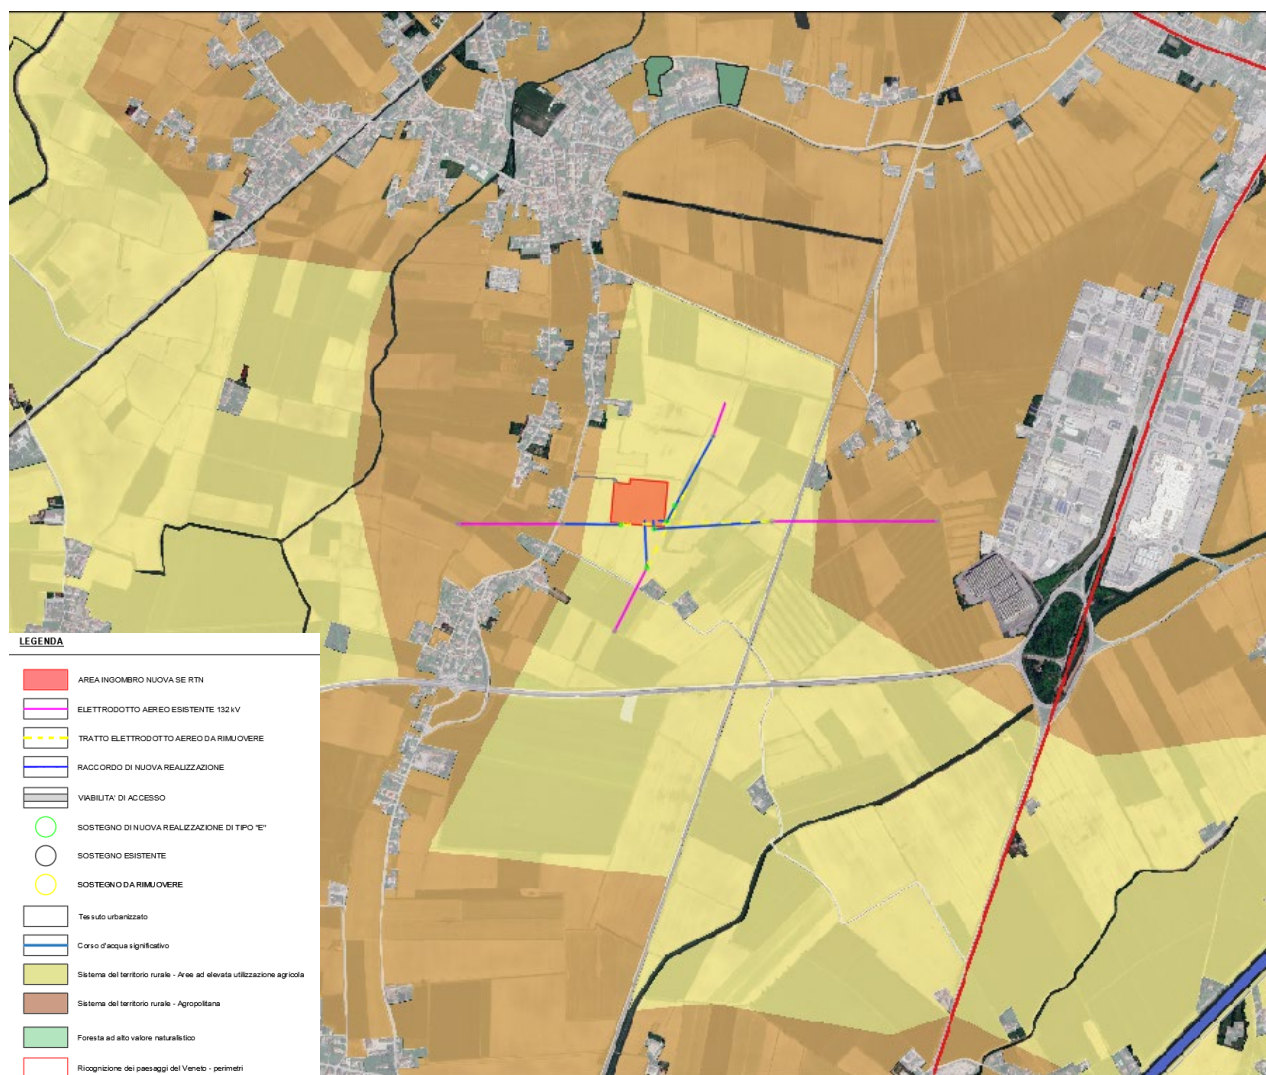 LEGENDA
AREA INGOMBRO NUOVA SE RTN
ELETTRODOTTO AEREO ESISTENTE 132 kV
TRATTO ELETTRODOTTO AEREO DA RIMUOVERE
RACCORDO DI NUOVA REALIZZAZIONE
VIABILITA' DI ACCESSO
SOSTEGNO DI NUOVA REALIZZAZIONE DI TIPO "E"
SOSTEGNO ESISTENTE
SOSTEGNO DA RIMUOVERE
Tessuto urbanizzato
Corso d'acqua significativo
Sistema del territorio rurale - Aree ad elevata utilizzazione agricola
Sistema del territorio rurale - Agropolitana
Foresta ad alto valore naturalistico
Ricognizione dei paesaggi del Veneto - perimetri